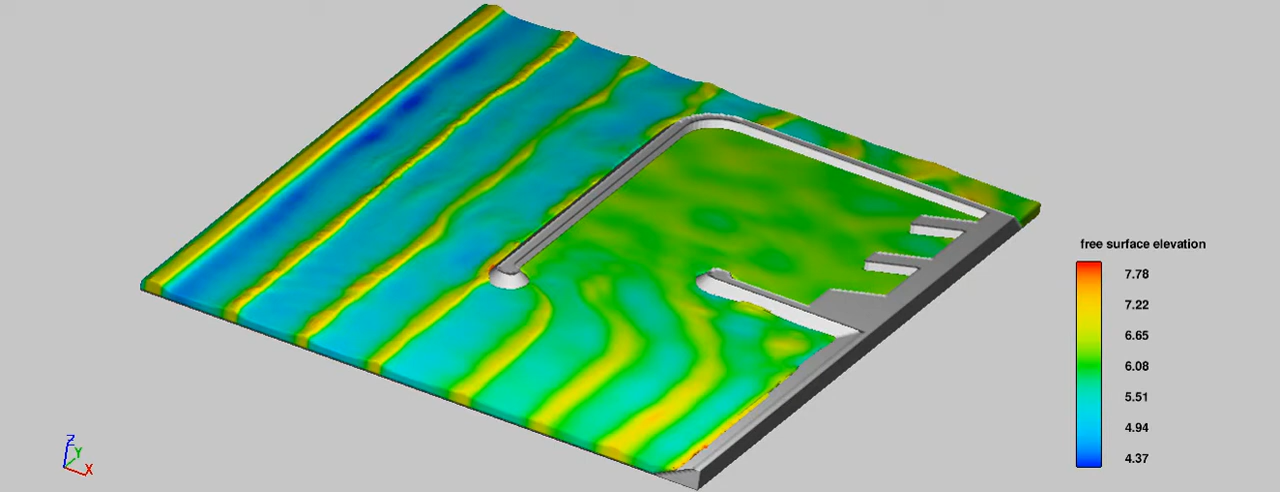 free surface elevation
7.78
7.22
6.65
6.08
5.51
4.94
4.37
Z
Y
X